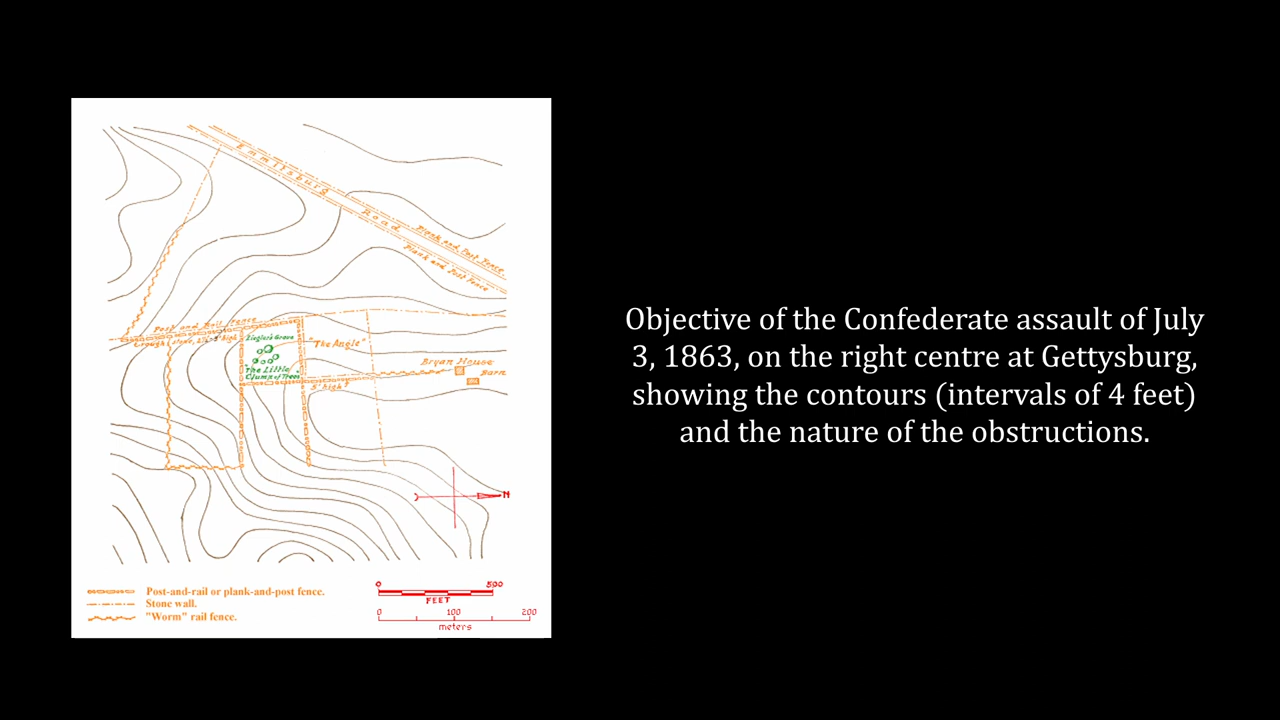 Emmitsburg Road
Plank and Post Fence
Plank and Post Fence
Post and Rail fence
Ziegler's Grove
"The Angle"
The Little
Clump of Trees
5' high
Bryan House
Barn
N
Post-and-rail or plank-and-post fence.
Stone wall.
"Worm" rail fence.
0 500
FEET
0 100 200
meters
Objective of the Confederate assault of July
3, 1863, on the right centre at Gettysburg,
showing the contours (intervals of 4 feet)
and the nature of the obstructions.